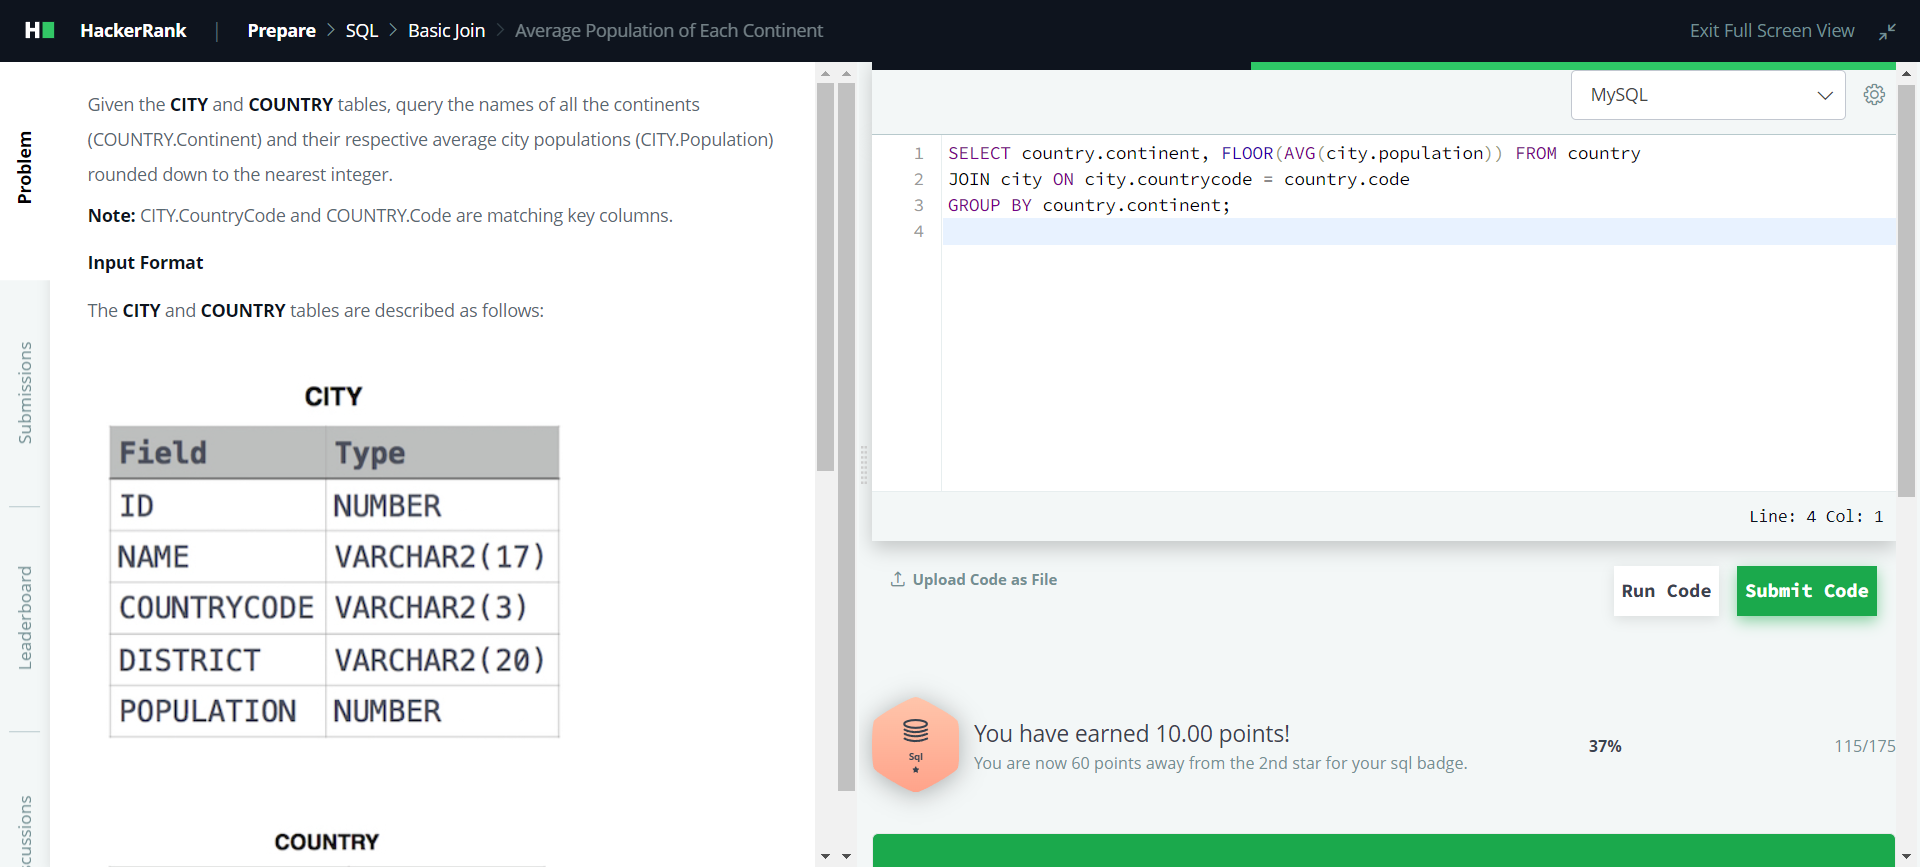 H HackerRank | Prepare > SQL > Basic Join > Average Population of Each Continent
Exit Full Screen View
Problem
Submissions
Leaderboard
Given the CITY and COUNTRY tables, query the names of all the continents
(COUNTRY.Continent) and their respective average city populations (CITY.Population)
rounded down to the nearest integer.
Note: CITY.CountryCode and COUNTRY.Code are matching key columns.
Input Format
The CITY and COUNTRY tables are described as follows:
CITY
Field Type
ID NUMBER
NAME VARCHAR2(17)
COUNTRYCODE VARCHAR2(3)
DISTRICT VARCHAR2(20)
POPULATION NUMBER
COUNTRY
MySQL
1 SELECT country.continent, FLOOR(AVG(city.population)) FROM country
2 JOIN city ON city.countrycode = country.code
3 GROUP BY country.continent;
4
Line: 4 Col: 1
Upload Code as File
Run Code
Submit Code
Sql
You have earned 10.00 points!
You are now 60 points away from the 2nd star for your sql badge.
37%
115/175